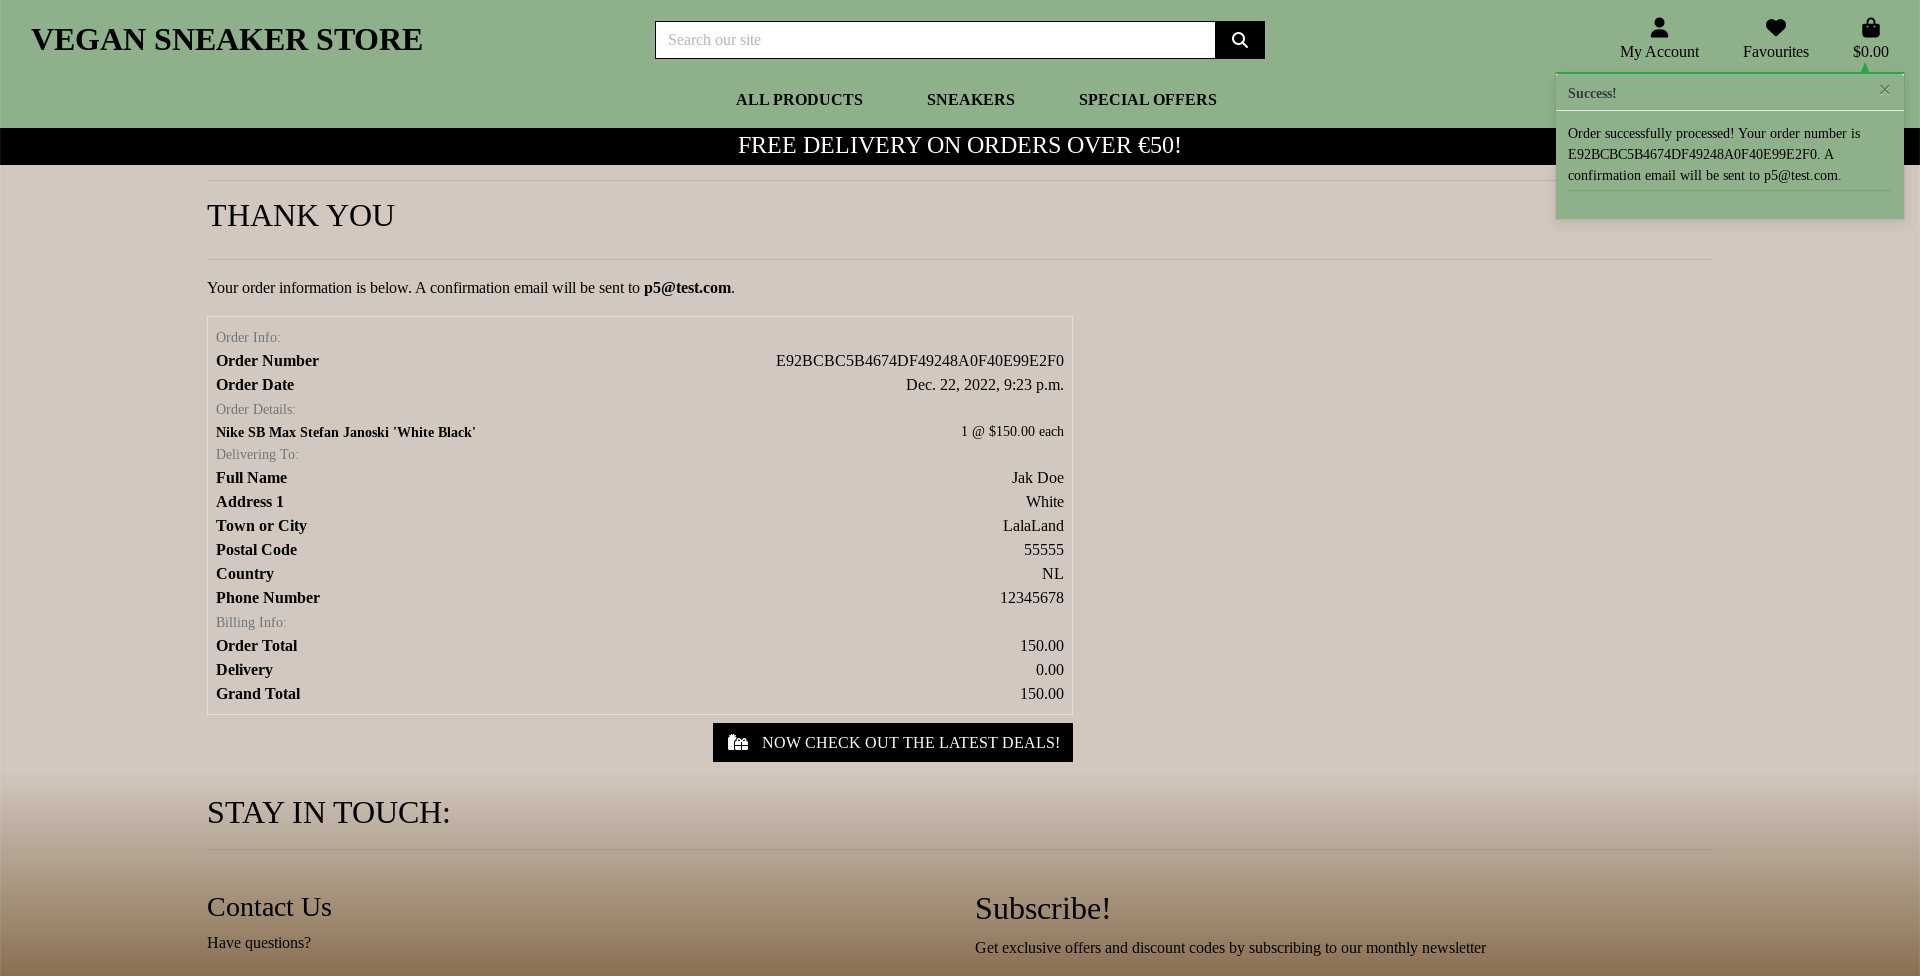 VEGAN SNEAKER STORE
Search our site
My Account
Favourites
$0.00
ALL PRODUCTS
SNEAKERS
SPECIAL OFFERS
FREE DELIVERY ON ORDERS OVER €50!
Success!
×
Order successfully processed! Your order number is
E92BCBC5B4674DF49248A0F40E99E2F0. A
confirmation email will be sent to p5@test.com.
THANK YOU
Your order information is below. A confirmation email will be sent to p5@test.com.
Order Info:
Order Number E92BCBC5B4674DF49248A0F40E99E2F0
Order Date Dec. 22, 2022, 9:23 p.m.
Order Details:
Nike SB Max Stefan Janoski 'White Black' 1 @ $150.00 each
Delivering To:
Full Name Jak Doe
Address 1 White
Town or City LalaLand
Postal Code 55555
Country NL
Phone Number 12345678
Billing Info:
Order Total 150.00
Delivery 0.00
Grand Total 150.00
NOW CHECK OUT THE LATEST DEALS!
STAY IN TOUCH:
Contact Us
Have questions?
Subscribe!
Get exclusive offers and discount codes by subscribing to our monthly newsletter